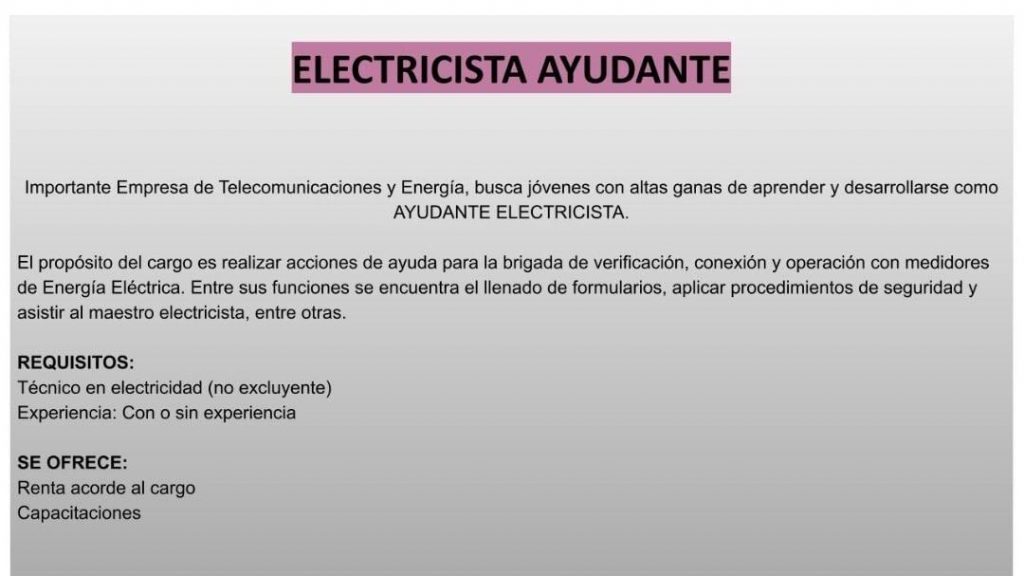 ELECTRICISTA AYUDANTE
Importante Empresa de Telecomunicaciones y Energía, busca jóvenes con altas ganas de aprender y desarrollarse como
AYUDANTE ELECTRICISTA.
El propósito del cargo es realizar acciones de ayuda para la brigada de verificación, conexión y operación con medidores
de Energía Eléctrica. Entre sus funciones se encuentra el llenado de formularios, aplicar procedimientos de seguridad y
asistir al maestro electricista, entre otras.
REQUISITOS:
Técnico en electricidad (no excluyente)
Experiencia: Con o sin experiencia
SE OFRECE:
Renta acorde al cargo
Capacitaciones